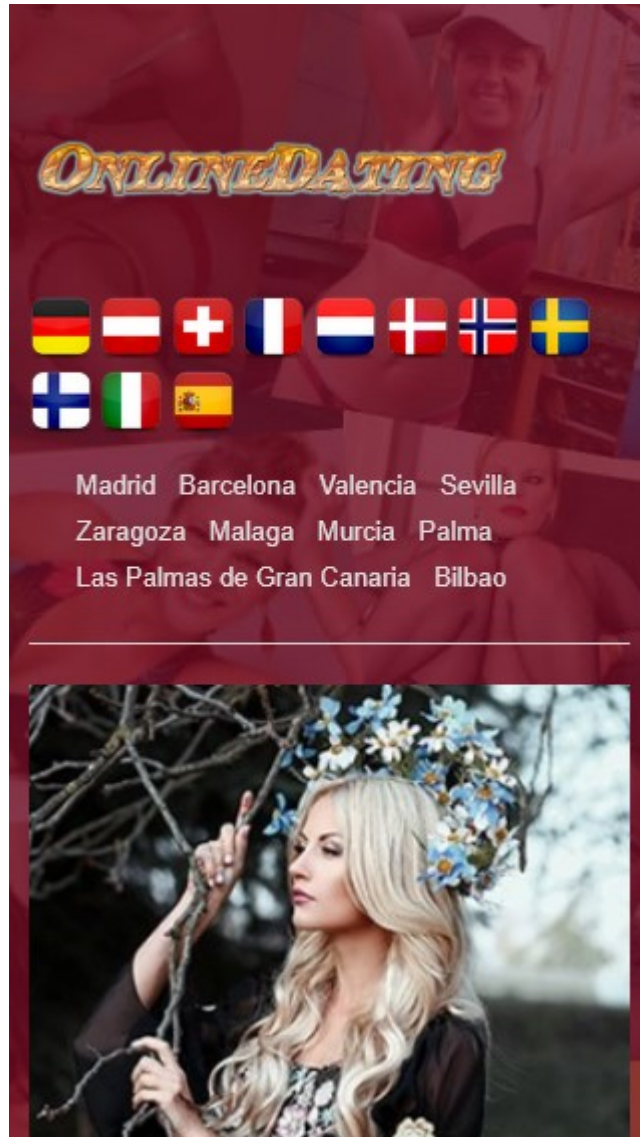 OnlineDating
Madrid Barcelona Valencia Sevilla
Zaragoza Malaga Murcia Palma
Las Palmas de Gran Canaria Bilbao